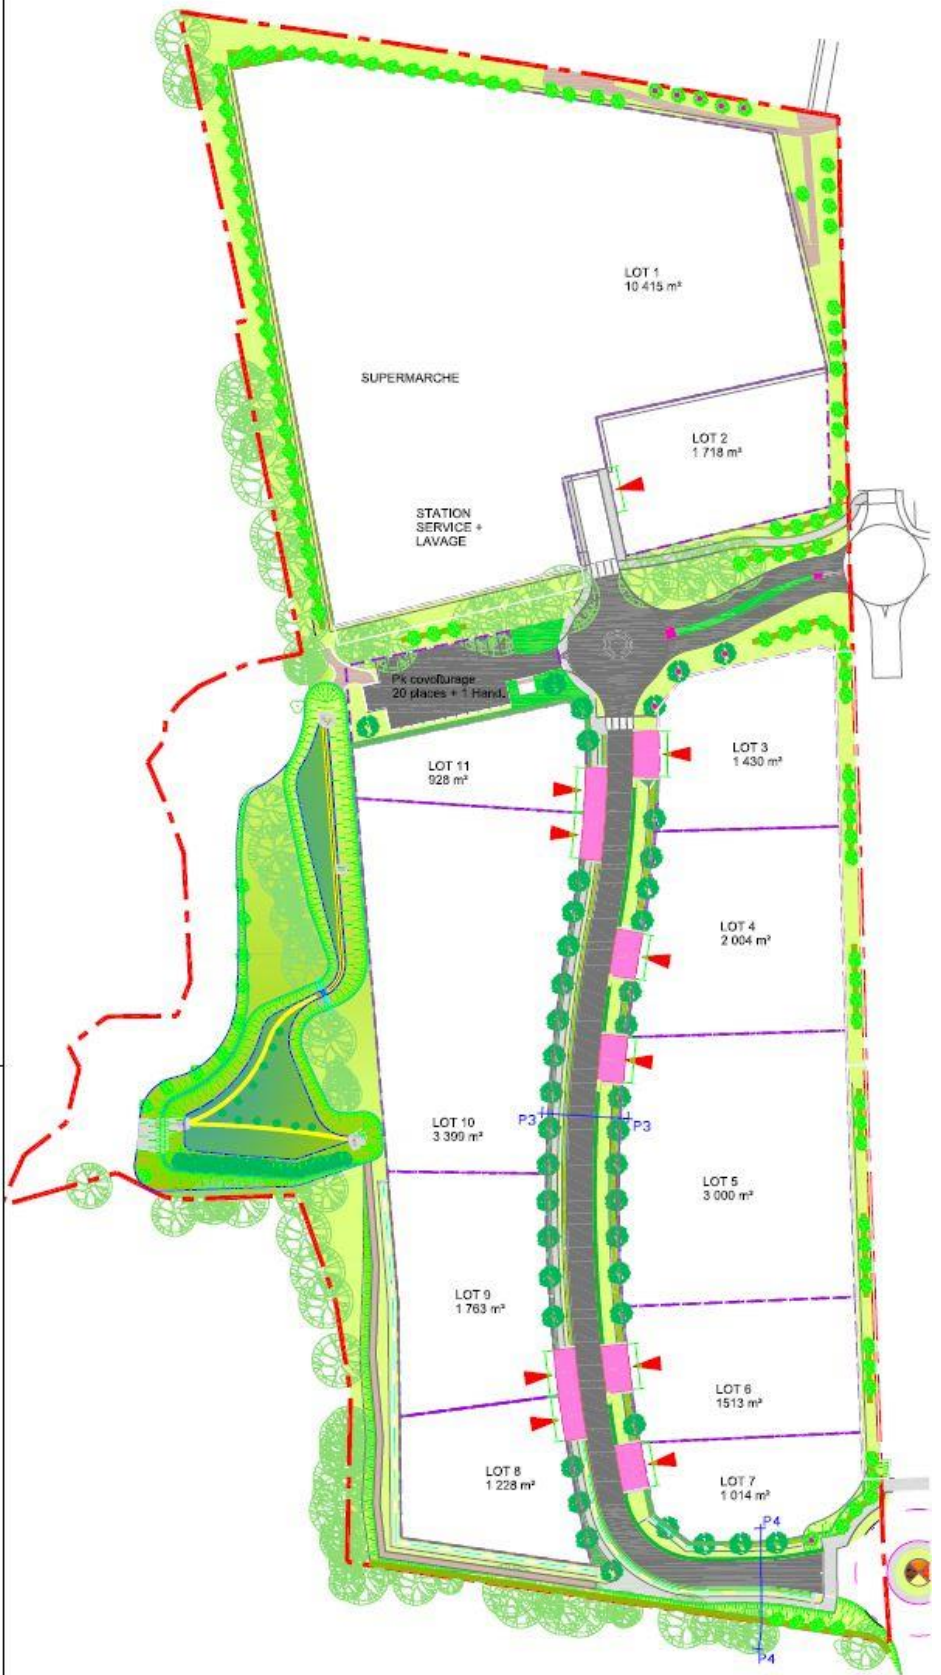 LOT 1
10 415 m²
SUPERMARCHE
LOT 2
1 718 m²
STATION
SERVICE +
LAVAGE
Pk covoiturage
20 places + 1 Hand.
LOT 3
1 430 m²
LOT 11
928 m²
LOT 4
2 004 m²
P3
P3
LOT 10
3 399 m²
LOT 5
3 000 m²
LOT 9
1 763 m²
LOT 6
1513 m²
LOT 8
1 228 m²
LOT 7
1 014 m²
P4
P4